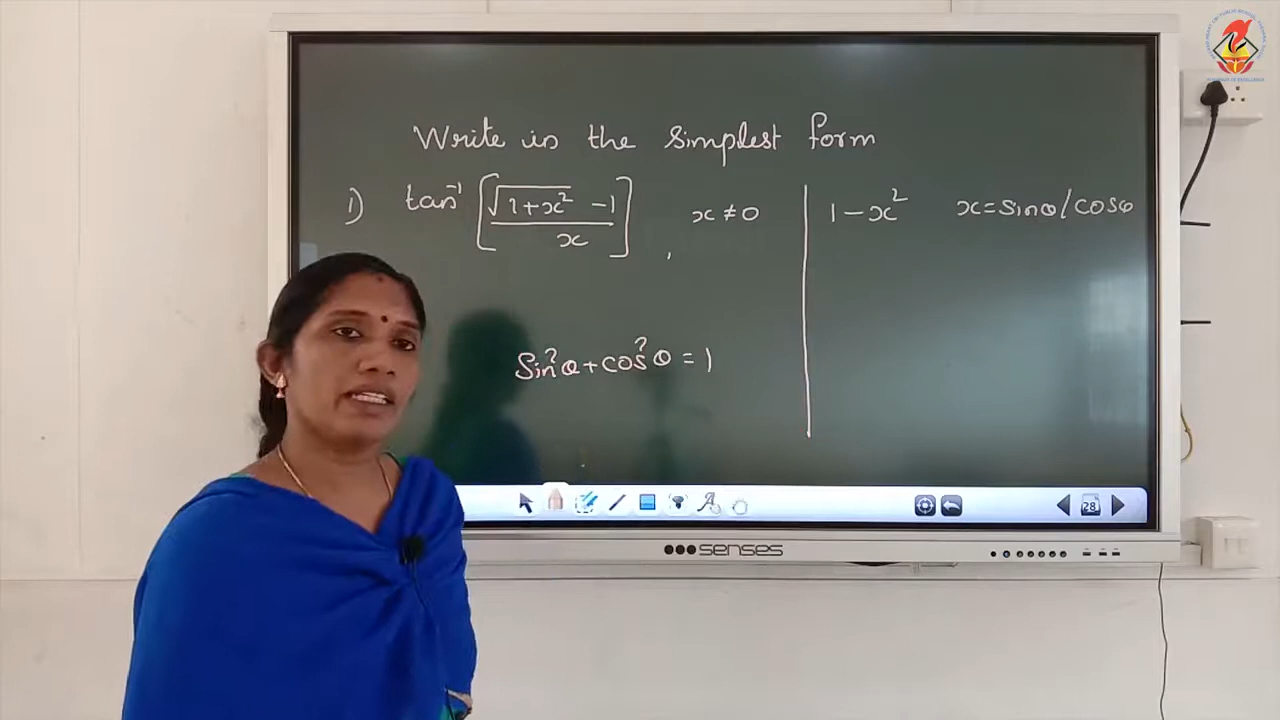 Write in the simplest form
1) tan⁻¹ [(√(1+x²) −1)/x] , x ≠ 0
1−x² x=sinθ/cosθ
sin²θ+cos²θ = 1
28
senses